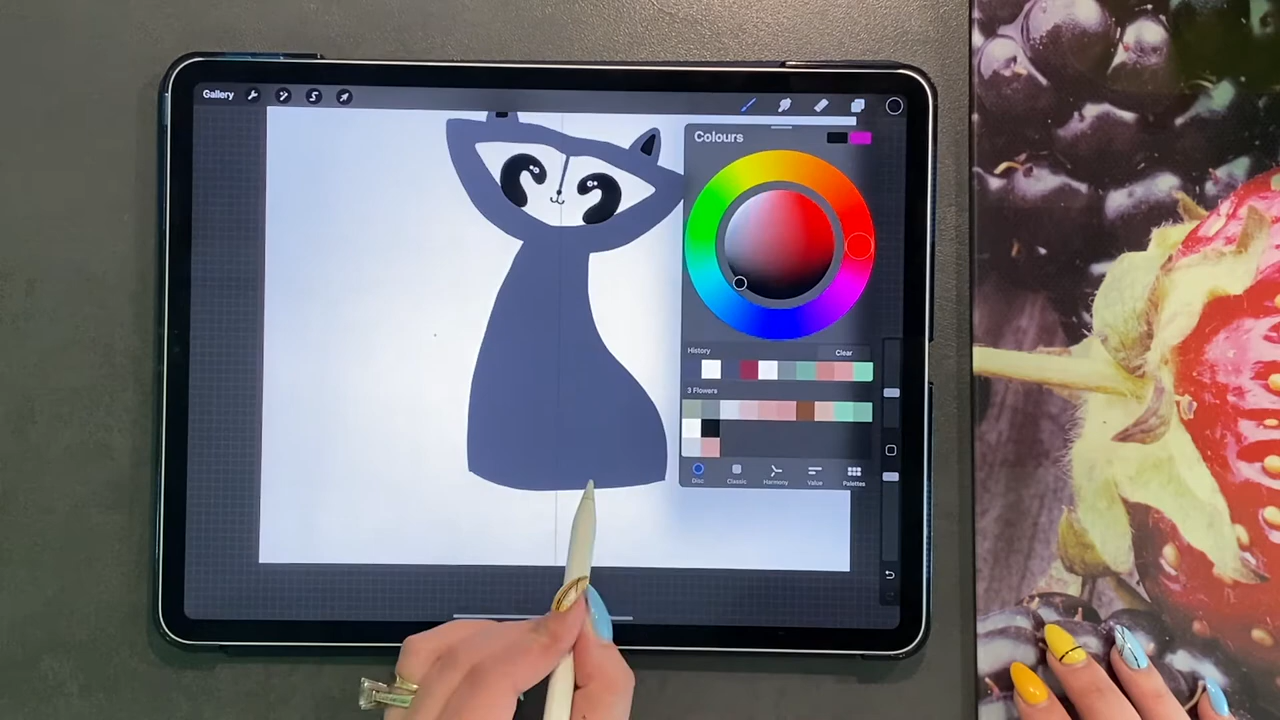 Gallery
Colours
History Clear
3 Flowers
Disc Classic Harmony Value Palettes